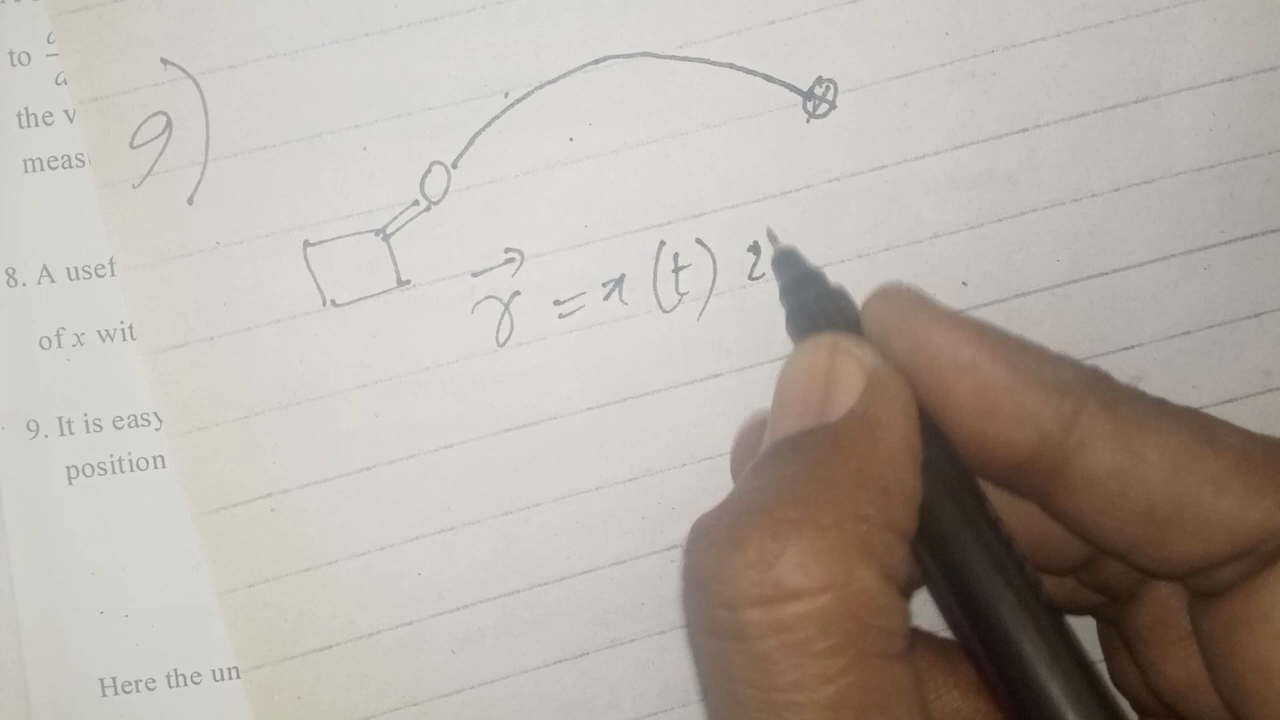 to
the v
meas
9)
8. A usef
of x wit
r⃗ = x(t)
9. It is easy
position
Here the un